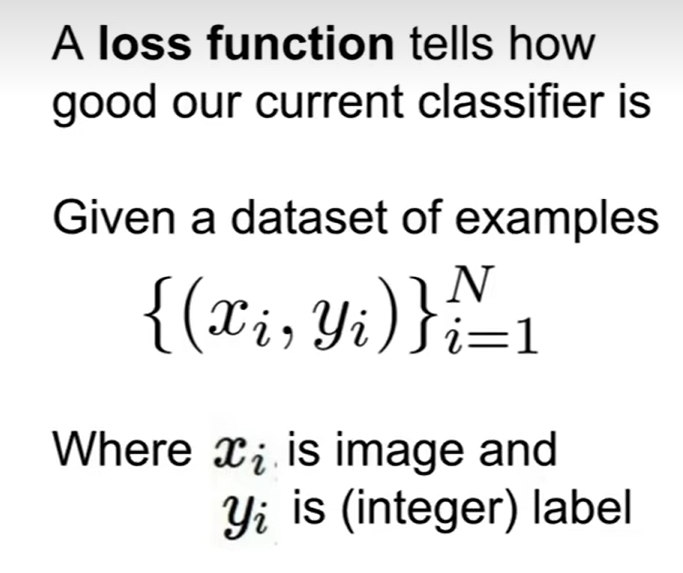 A loss function tells how
good our current classifier is
Given a dataset of examples
{(x_i, y_i)}_{i=1}^N
Where x_i is image and
y_i is (integer) label